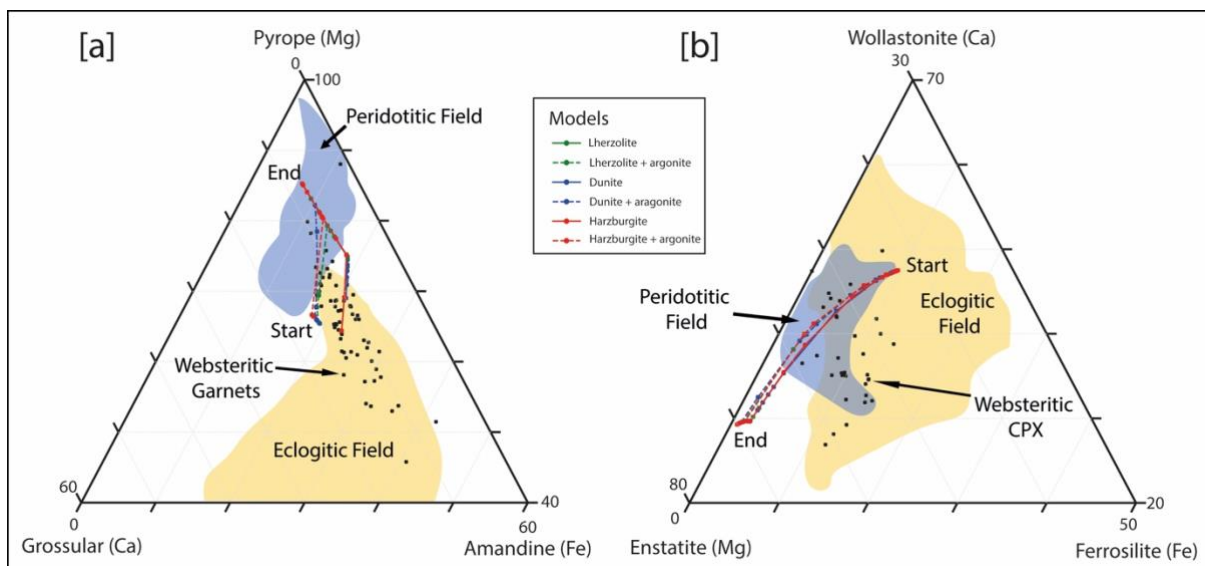 [a]
Pyrope (Mg)
0
100
Peridotitic Field
End
Start
Websteritic
Garnets
Eclogitic Field
60
0
40
60
Grossular (Ca)
Amandine (Fe)
Models
Lherzolite
Lherzolite + argonite
Dunite
Dunite + aragonite
Harzburgite
Harzburgite + argonite
[b]
Wollastonite (Ca)
30
70
Start
Peridotitic
Field
Eclogitic
Field
Websteritic
CPX
End
80
0
20
50
Enstatite (Mg)
Ferrosilite (Fe)